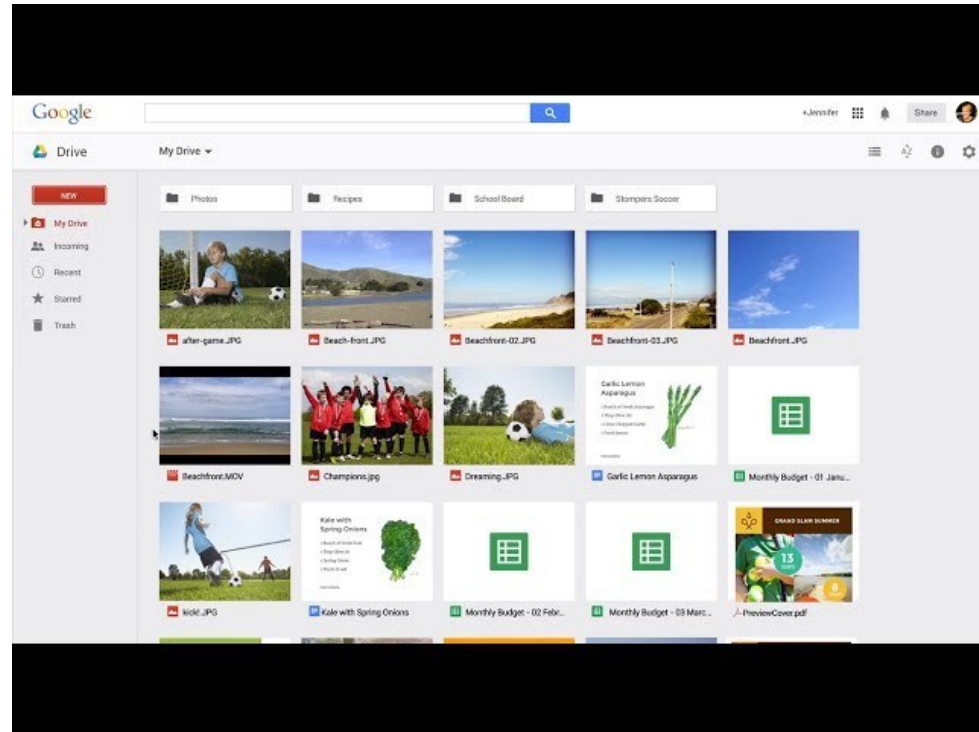 Google
+Jennifer
Share
Drive
My Drive
NEW
My Drive
Incoming
Recent
Starred
Trash
Photos
Recipes
School Board
Stompers Soccer
after-game.JPG
Beach-front.JPG
Beachfront-02.JPG
Beachfront-03.JPG
Beachfront.JPG
Garlic Lemon
Asparagus
Beachfront.MOV
Champions.jpg
Dreaming.JPG
Garlic Lemon Asparagus
Monthly Budget - 01 Janu...
Kale with
Spring Onions
GRAND SLAM SUMMER
13
8
kick!.JPG
Kale with Spring Onions
Monthly Budget - 02 Febr...
Monthly Budget - 03 Marc...
PreviewCover.pdf